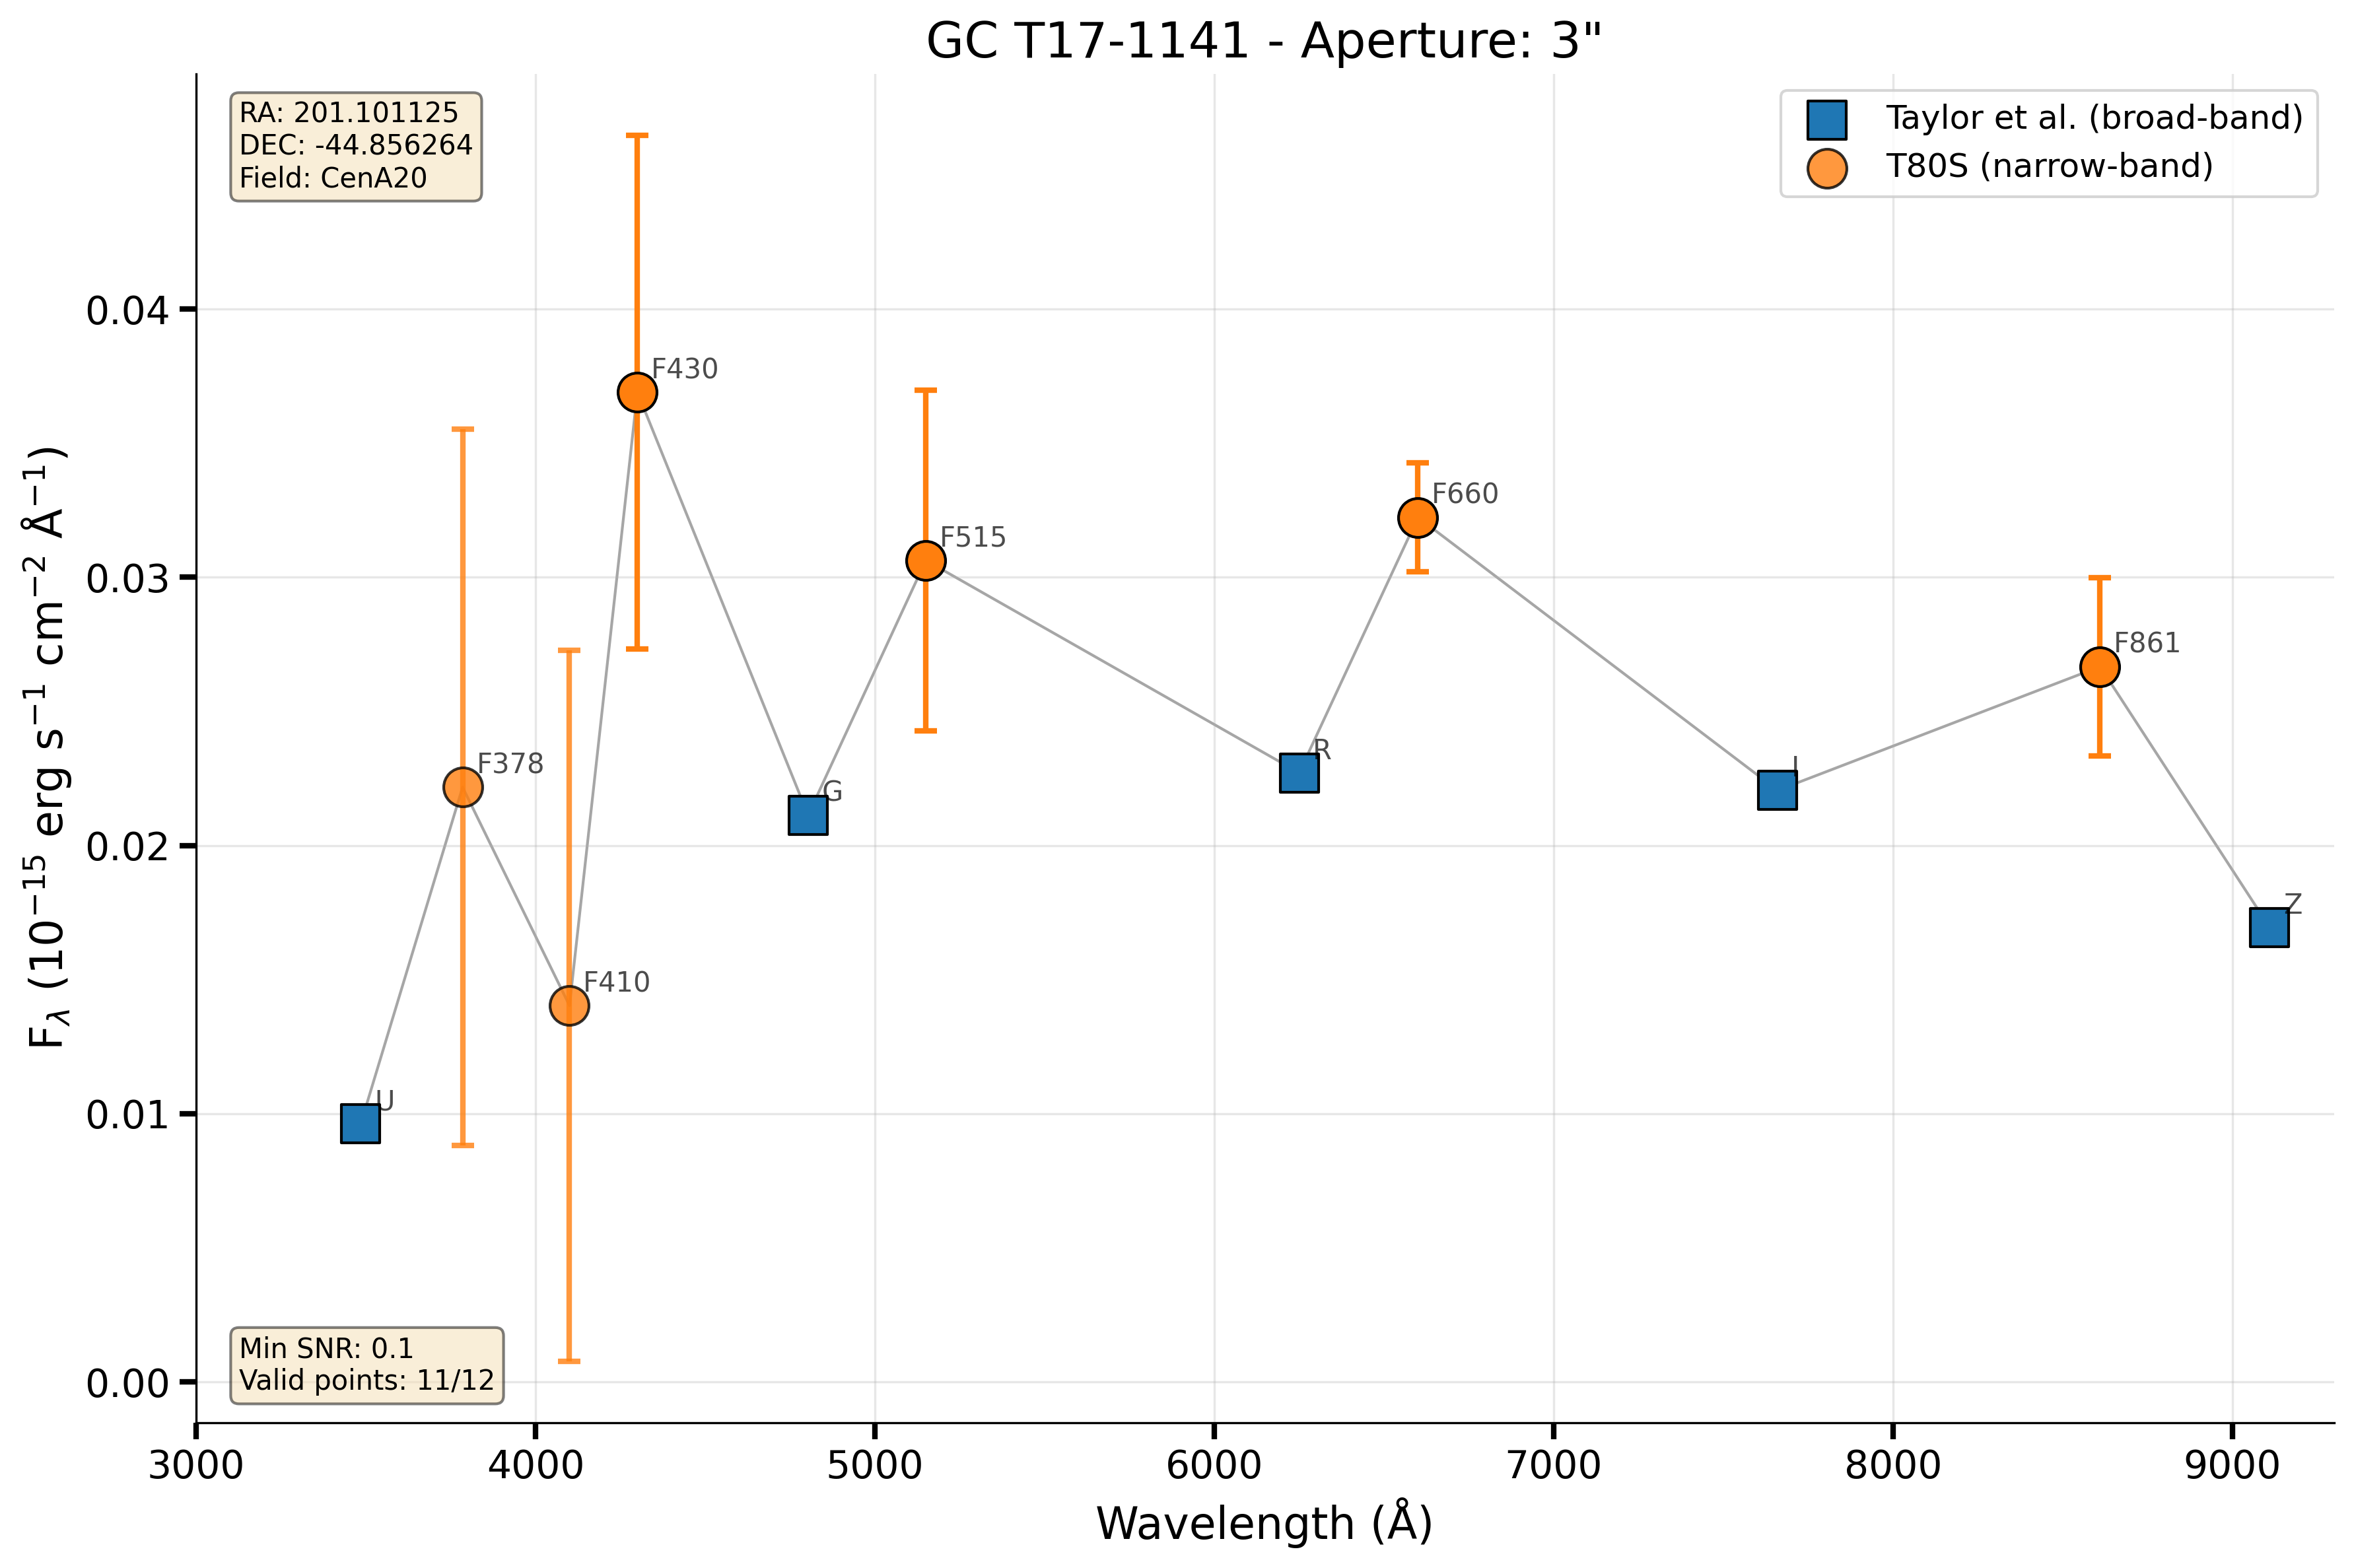 GC T17-1141 - Aperture: 3"
RA: 201.101125
DEC: -44.856264
Field: CenA20
Taylor et al. (broad-band)
T80S (narrow-band)
F430
F515
F660
F861
F378
F410
U
G
R
I
Z
Min SNR: 0.1
Valid points: 11/12
0.04
0.03
0.02
0.01
0.00
F_λ (10⁻¹⁵ erg s⁻¹ cm⁻² Å⁻¹)
3000 4000 5000 6000 7000 8000 9000
Wavelength (Å)